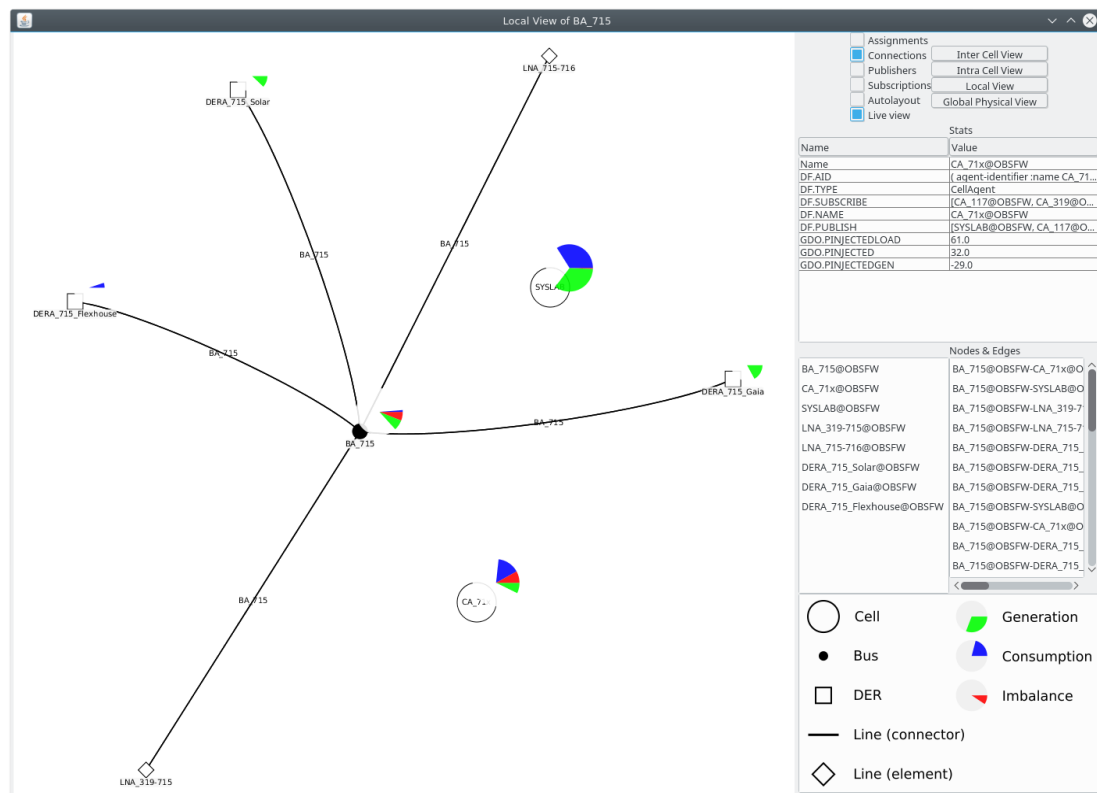 Local View of BA_715
LNA_715-716
DERA_715_Solar
BA_715
BA_715
DERA_715_Flexhouse
BA_715
DERA_715_Gaia
BA_715
BA_715
BA_715
LNA_319-715
Assignments
Connections
Publishers
Subscriptions
Autolayout
Live view
Inter Cell View
Intra Cell View
Local View
Global Physical View
Stats
Name Value
Name CA_71x@OBSFW
DF.AID ( agent-identifier :name CA_71...
DF.TYPE CellAgent
DF.SUBSCRIBE [CA_117@OBSFW, CA_319@O...
DF.NAME CA_71x@OBSFW
DF.PUBLISH [SYSLAB@OBSFW, CA_117@O...
GDO.PINJECTEDLOAD 61.0
GDO.PINJECTED 32.0
GDO.PINJECTEDGEN -29.0
Nodes & Edges
BA_715@OBSFW BA_715@OBSFW-CA_71x@O
CA_71x@OBSFW BA_715@OBSFW-SYSLAB@O
SYSLAB@OBSFW BA_715@OBSFW-LNA_319-7
LNA_319-715@OBSFW BA_715@OBSFW-LNA_715-7
LNA_715-716@OBSFW BA_715@OBSFW-DERA_715_
DERA_715_Solar@OBSFW BA_715@OBSFW-DERA_715_
DERA_715_Gaia@OBSFW BA_715@OBSFW-DERA_715_
DERA_715_Flexhouse@OBSFW BA_715@OBSFW-SYSLAB@O
BA_715@OBSFW-CA_71x@O
BA_715@OBSFW-DERA_715_
BA_715@OBSFW-DERA_715_
Cell Generation
Bus Consumption
DER Imbalance
Line (connector)
Line (element)